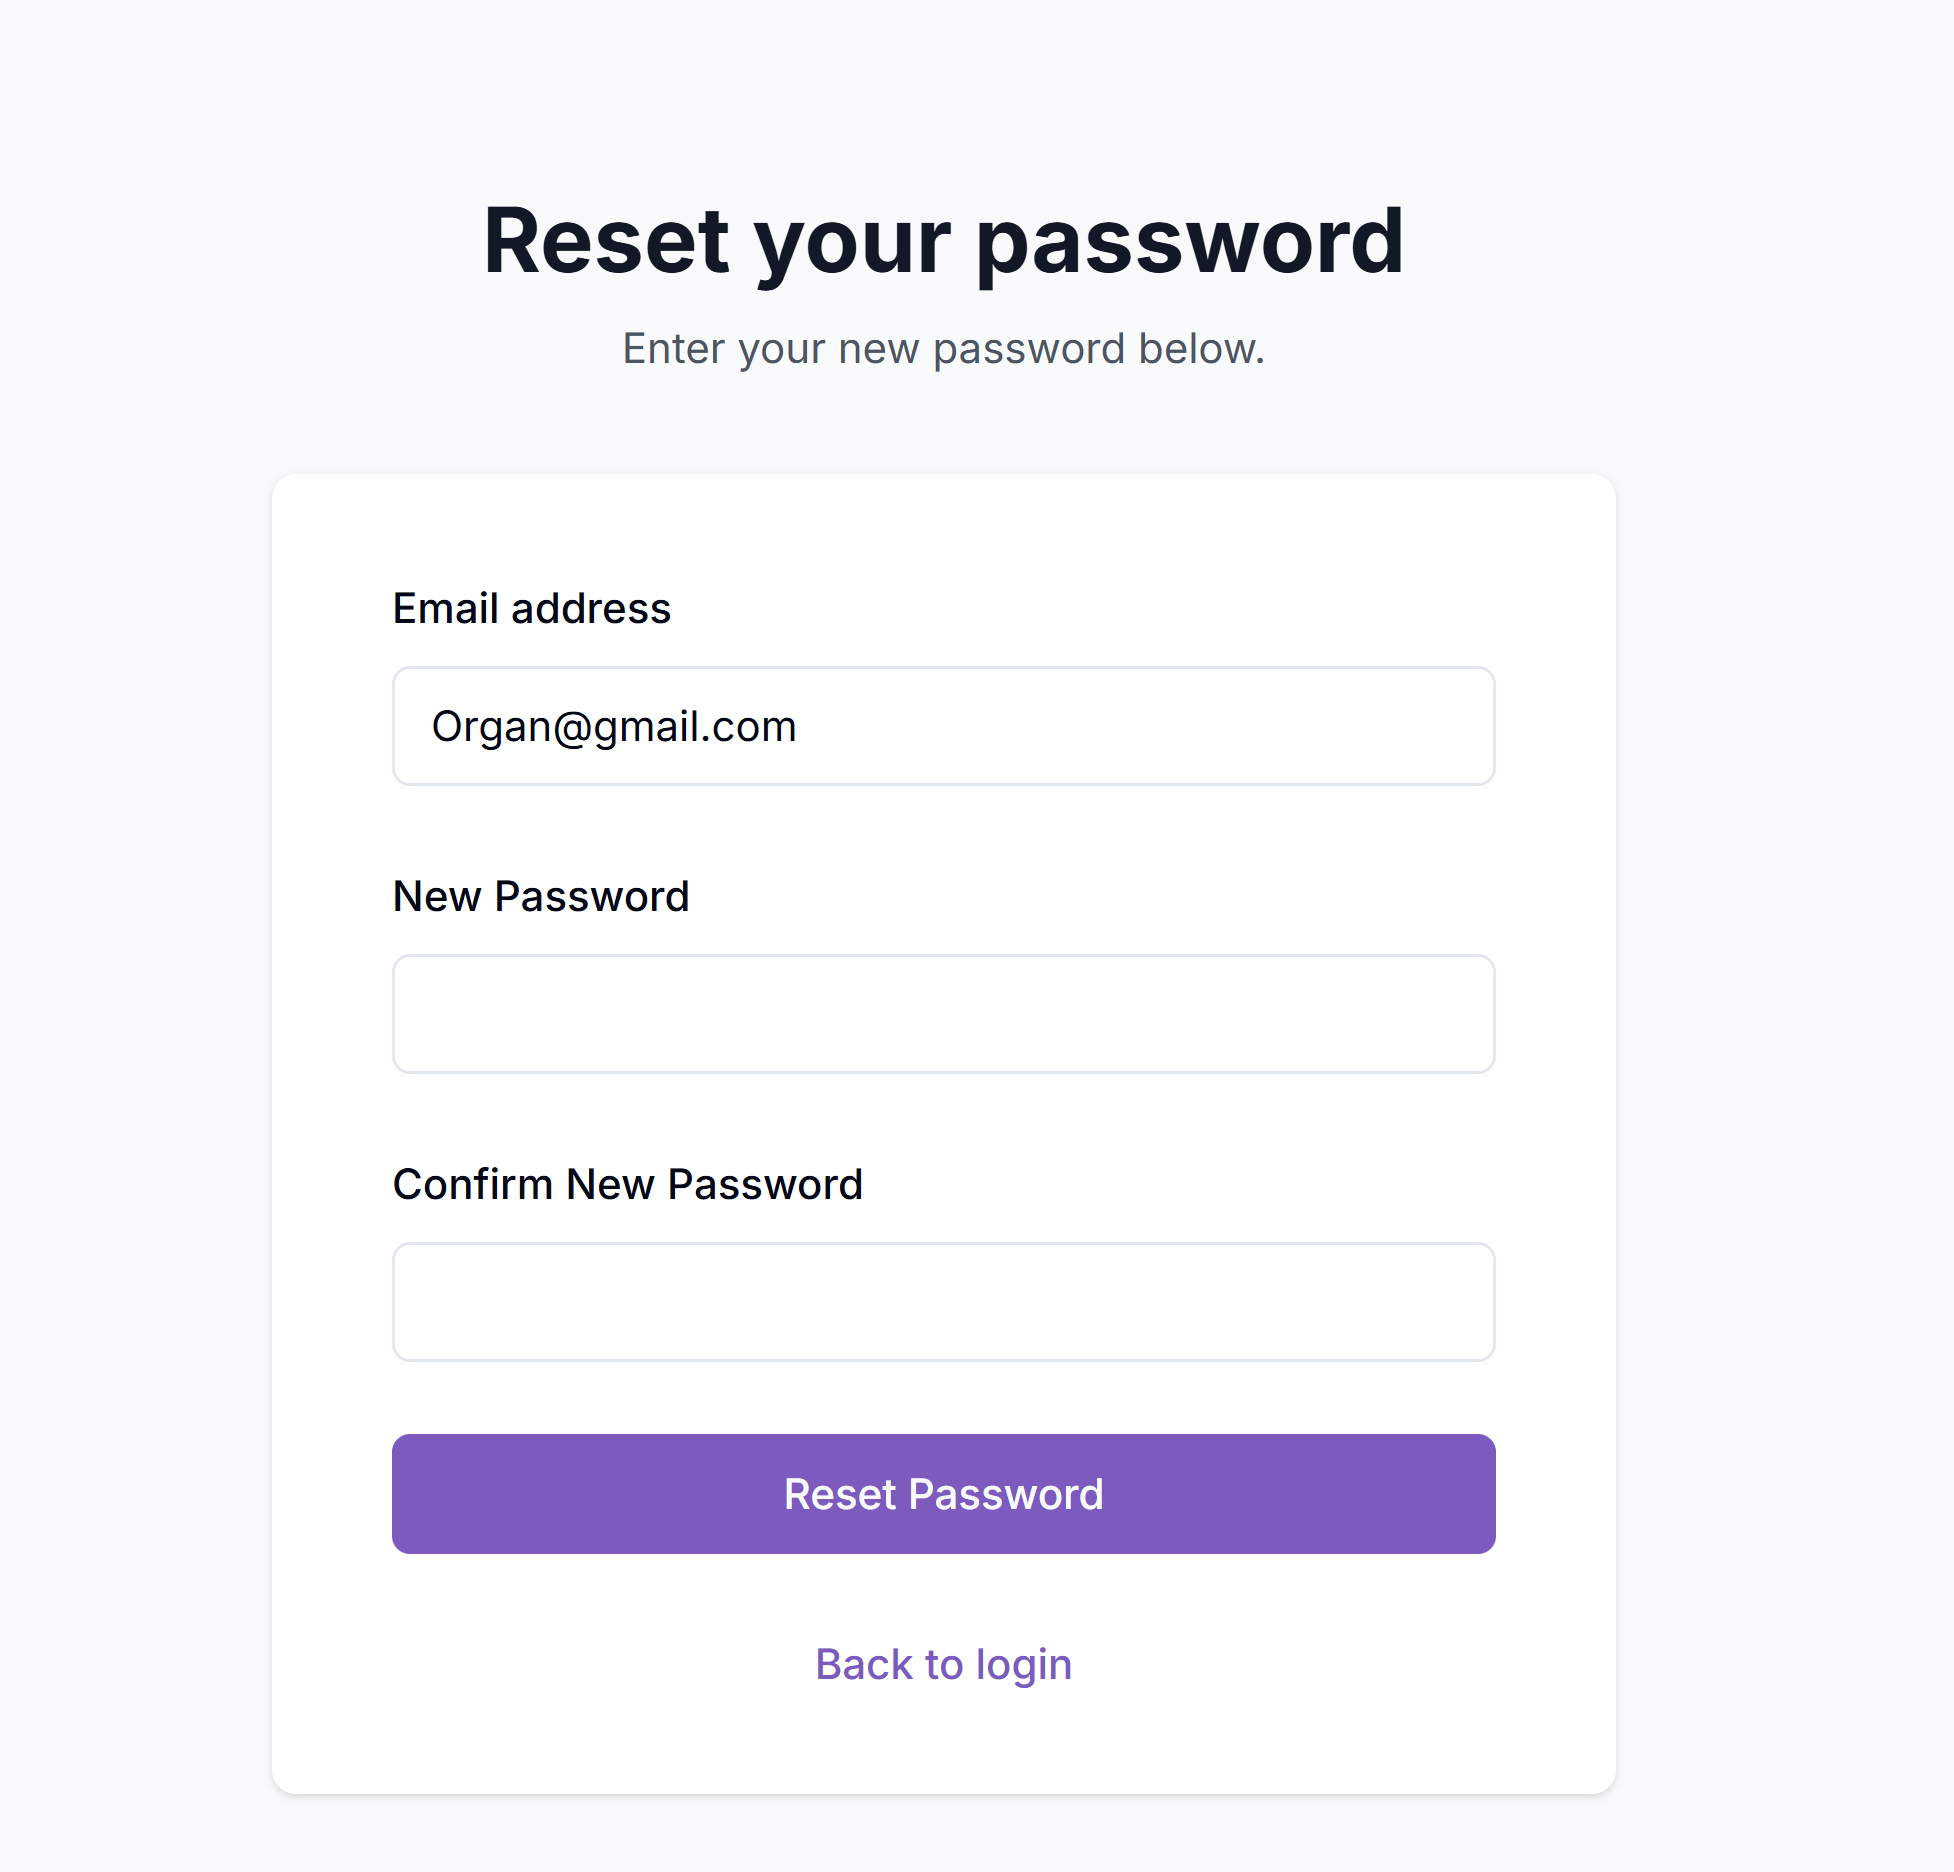 Reset your password
Enter your new password below.
Email address
Organ@gmail.com
New Password
Confirm New Password
Reset Password
Back to login